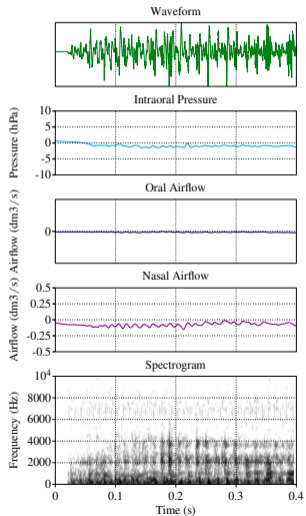 Waveform
Intraoral Pressure
Pressure (hPa)
10
5
0
-5
-10
Oral Airflow
Airflow (dm3/s)
0
Nasal Airflow
Airflow (dm3/s)
0.5
0.25
0
-0.25
-0.5
Spectrogram
Frequency (Hz)
10⁴
8000
6000
4000
2000
0
0 0.1 0.2 0.3 0.4
Time (s)